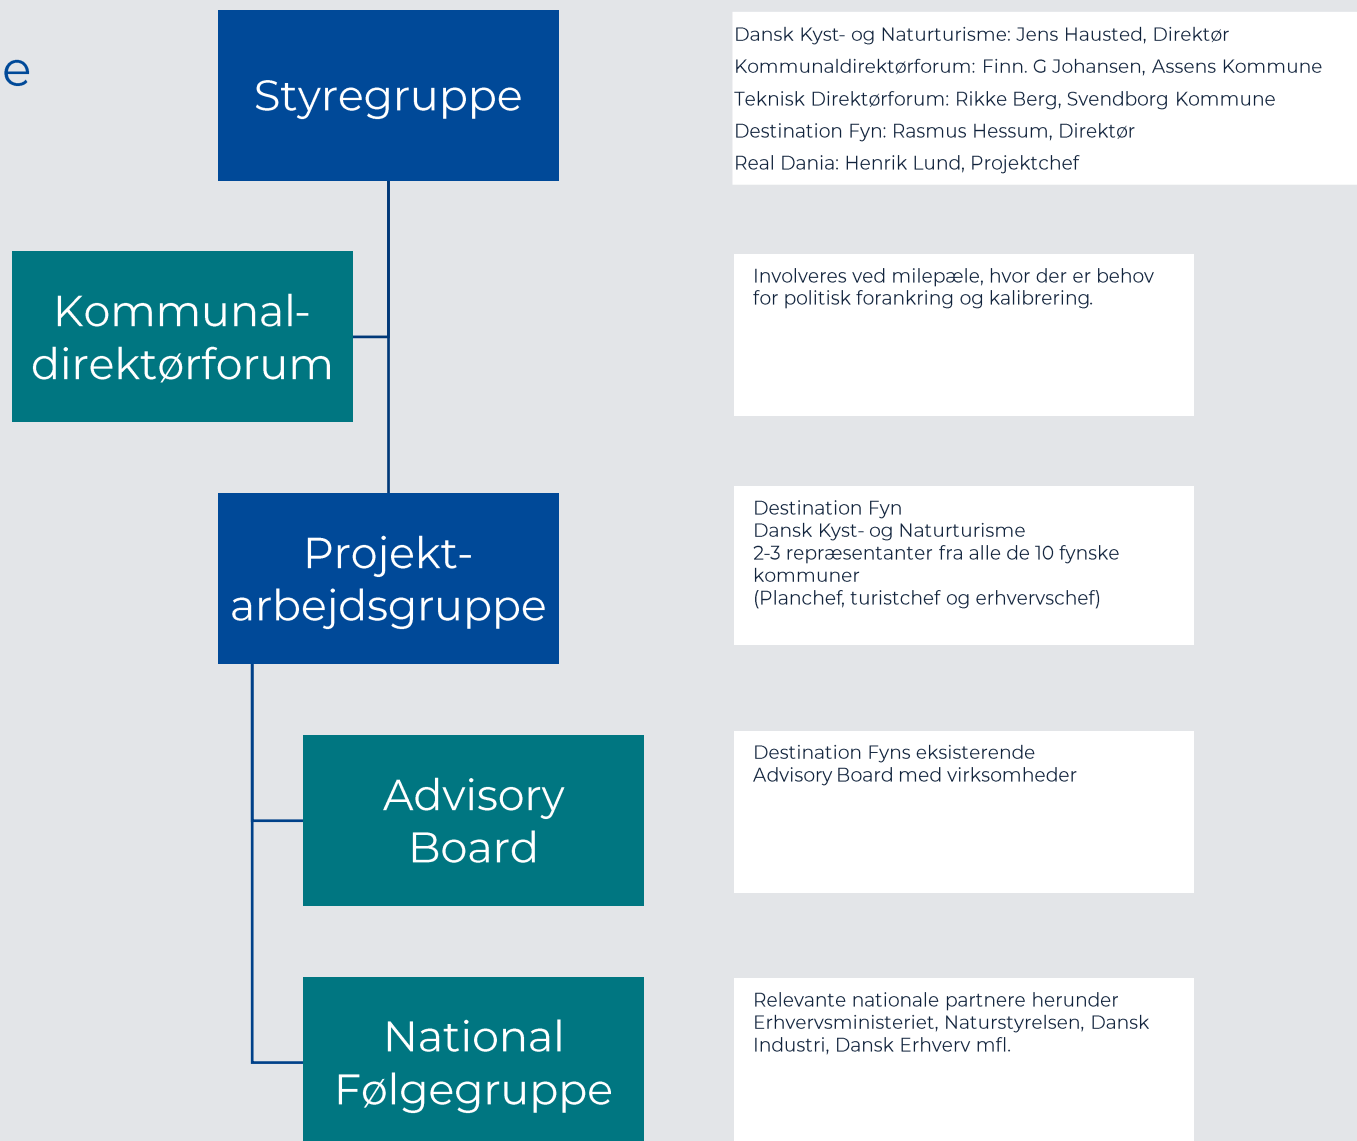 e
Styregruppe
Dansk Kyst- og Naturturisme: Jens Hausted, Direktør
Kommunaldirektørforum: Finn. G Johansen, Assens Kommune
Teknisk Direktørforum: Rikke Berg, Svendborg Kommune
Destination Fyn: Rasmus Hessum, Direktør
Real Dania: Henrik Lund, Projektchef
Kommunal-
direktørforum
Involveres ved milepæle, hvor der er behov
for politisk forankring og kalibrering.
Projekt-
arbejdsgruppe
Destination Fyn
Dansk Kyst- og Naturturisme
2-3 repræsentanter fra alle de 10 fynske
kommuner
(Planchef, turistchef og erhvervschef)
Advisory
Board
Destination Fyns eksisterende
Advisory Board med virksomheder
National
Følgegruppe
Relevante nationale partnere herunder
Erhvervsministeriet, Naturstyrelsen, Dansk
Industri, Dansk Erhverv mfl.